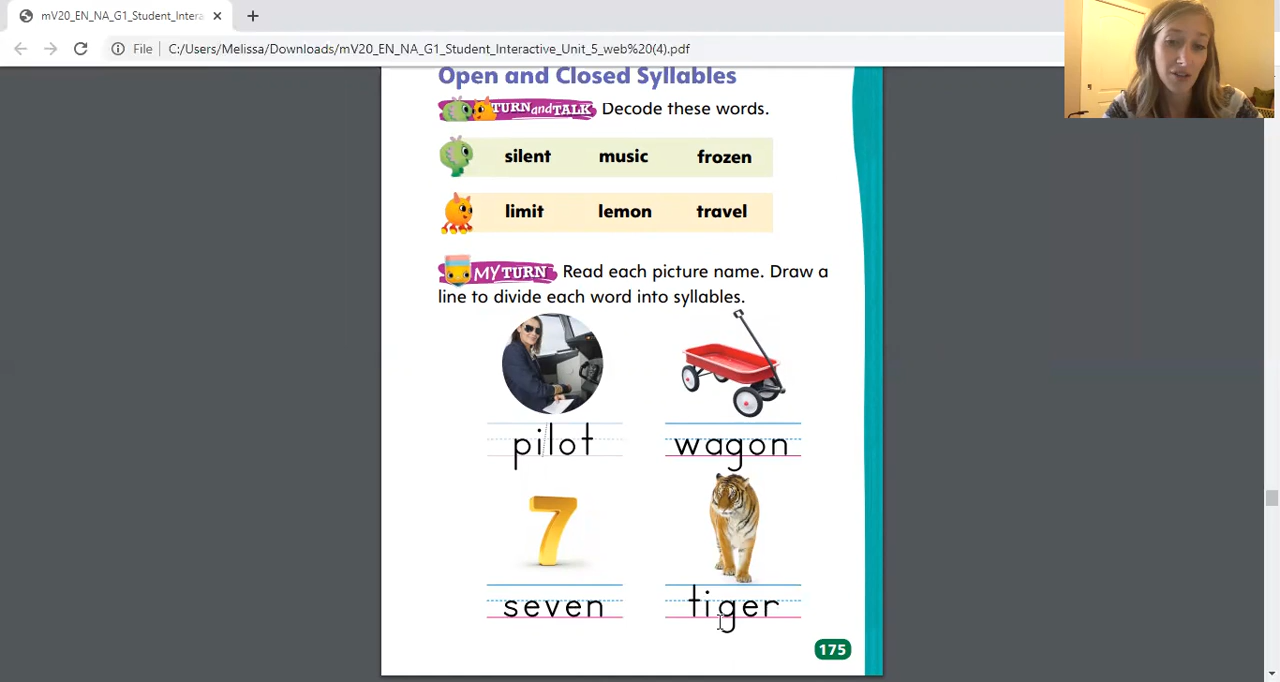 mV20_EN_NA_G1_Student_Intera
File C:/Users/Melissa/Downloads/mV20_EN_NA_G1_Student_Interactive_Unit_5_web%20(4).pdf
Open and Closed Syllables
TURN and TALK Decode these words.
silent music frozen
limit lemon travel
MY TURN Read each picture name. Draw a
line to divide each word into syllables.
pilot wagon
7
seven tiger
175